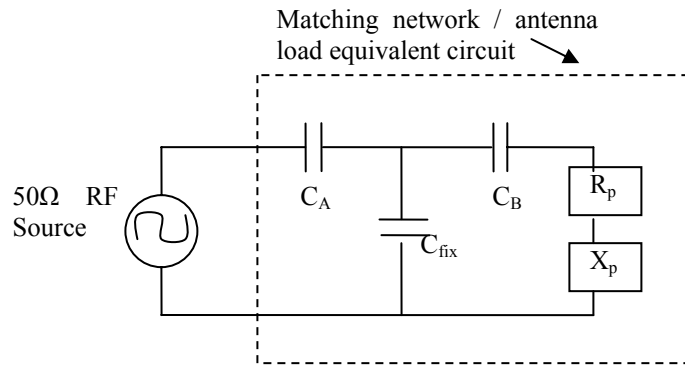 Matching network / antenna
load equivalent circuit
50Ω RF
Source
C_A
C_B
R_p
C_fix
X_p